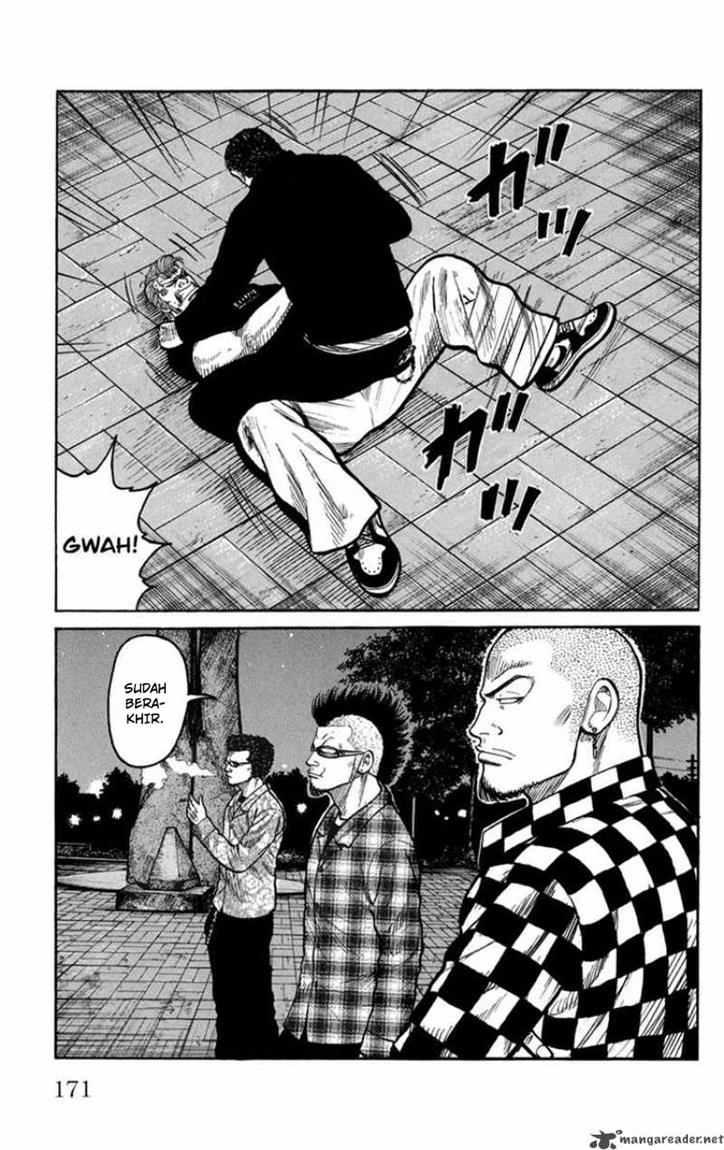 ガッ
ガッ
GWAH!
SUDAH
BERA-
KHIR.
171
mangareader.net